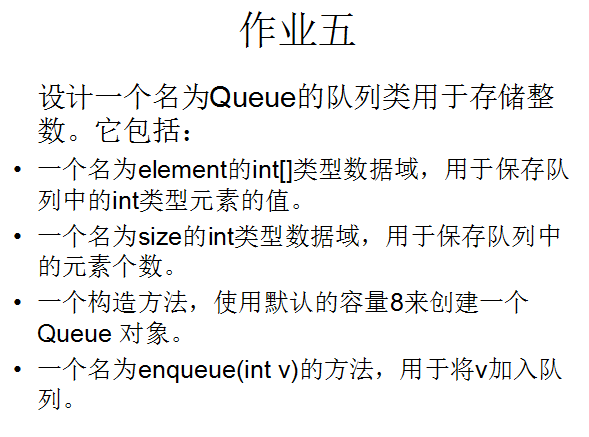 作业五
设计一个名为Queue的队列类用于存储整
数。它包括：
• 一个名为element的int[]类型数据域，用于保存队
列中的int类型元素的值。
• 一个名为size的int类型数据域，用于保存队列中
的元素个数。
• 一个构造方法，使用默认的容量8来创建一个
Queue 对象。
• 一个名为enqueue(int v)的方法，用于将v加入队
列。